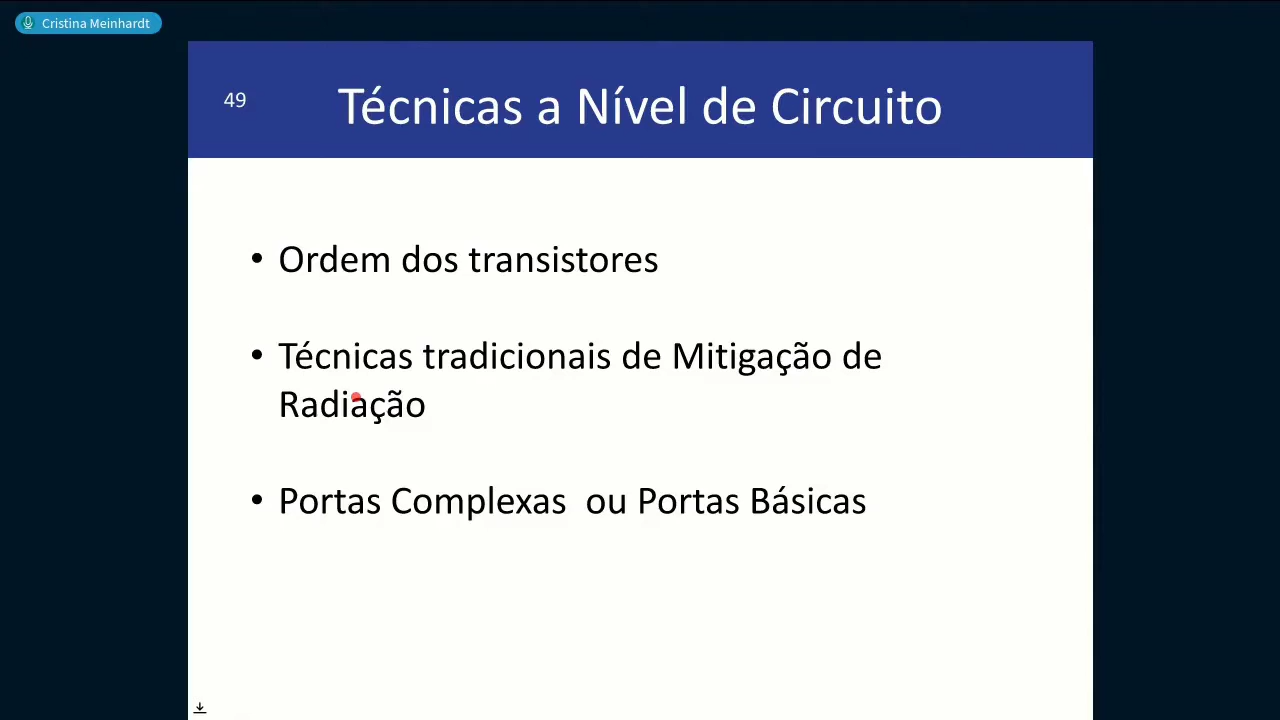 Cristina Meinhardt
49
Técnicas a Nível de Circuito
• Ordem dos transistores
• Técnicas tradicionais de Mitigação de
Radiação
• Portas Complexas  ou Portas Básicas